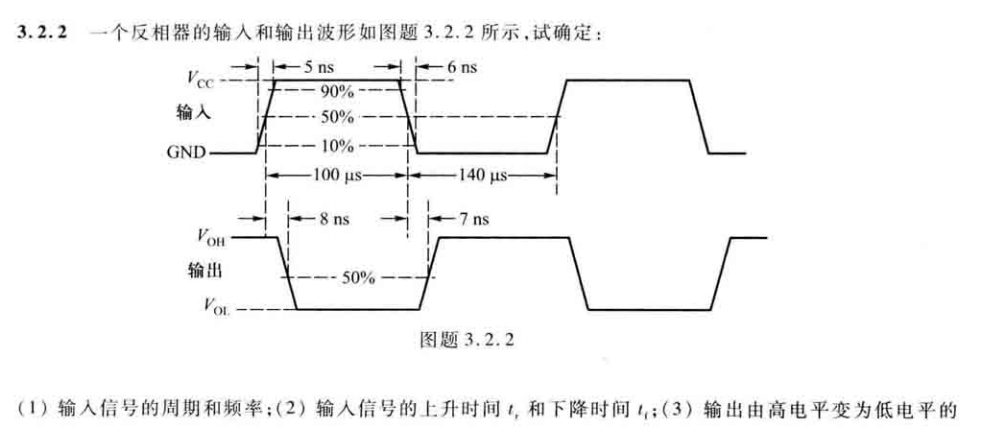 3.2.2 一个反相器的输入和输出波形如图题 3.2.2 所示,试确定:
5 ns
6 ns
V_CC
90%
输入
50%
10%
GND
100 μs
140 μs
8 ns
7 ns
V_OH
输出
50%
V_OL
图题 3.2.2
(1) 输入信号的周期和频率;(2) 输入信号的上升时间 t_r 和下降时间 t_f;(3) 输出由高电平变为低电平的